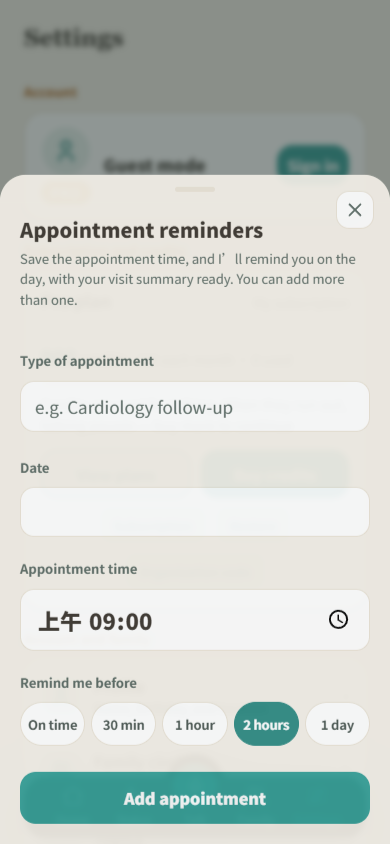 Settings
Account
Guest mode
Sign in
Appointment reminders
Save the appointment time, and I’ll remind you on the
day, with your visit summary ready. You can add more
than one.
Type of appointment
e.g. Cardiology follow-up
Date
Appointment time
上午 09:00
Remind me before
On time
30 min
1 hour
2 hours
1 day
Add appointment